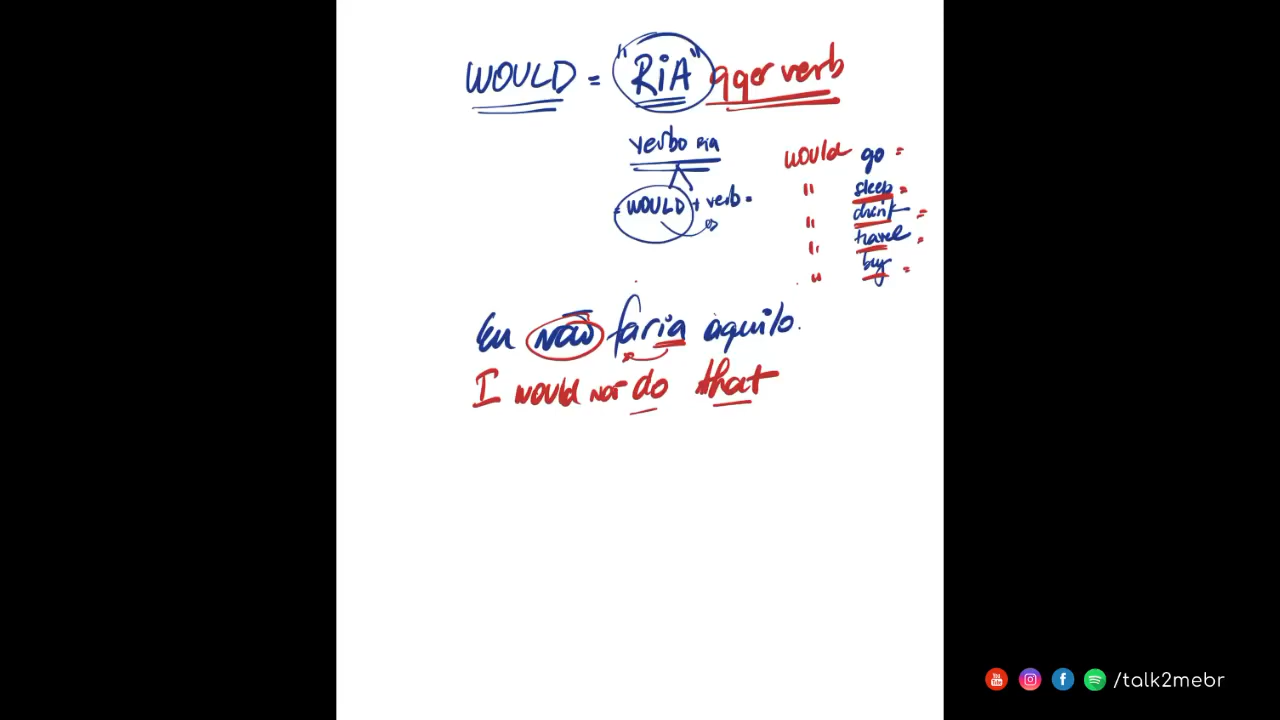 WOULD = "RiA" qqer verb
verbo ria
= WOULD + verb =
would go =
" sleep =
" drink =
" travel =
" buy =
Eu não faria aquilo.
I would not do that
/talk2mebr